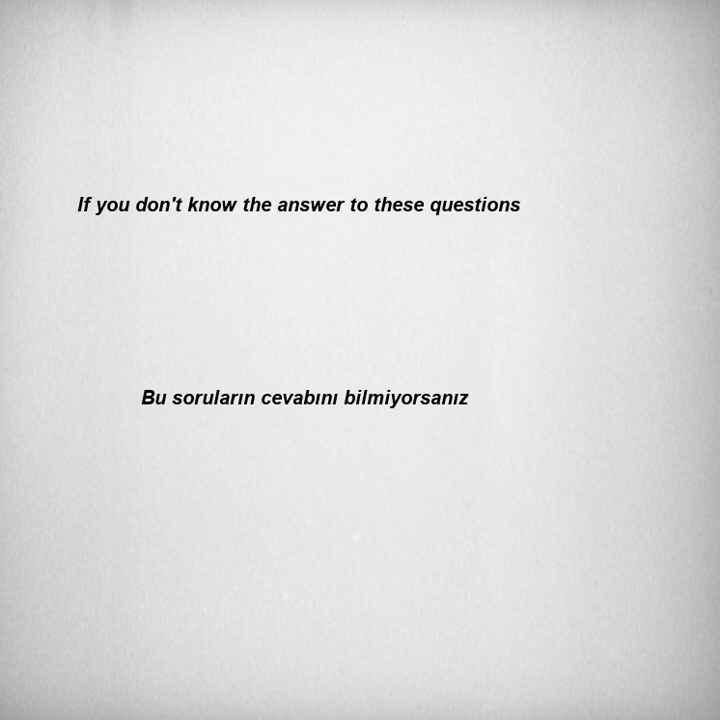 If you don't know the answer to these questions
Bu soruların cevabını bilmiyorsanız